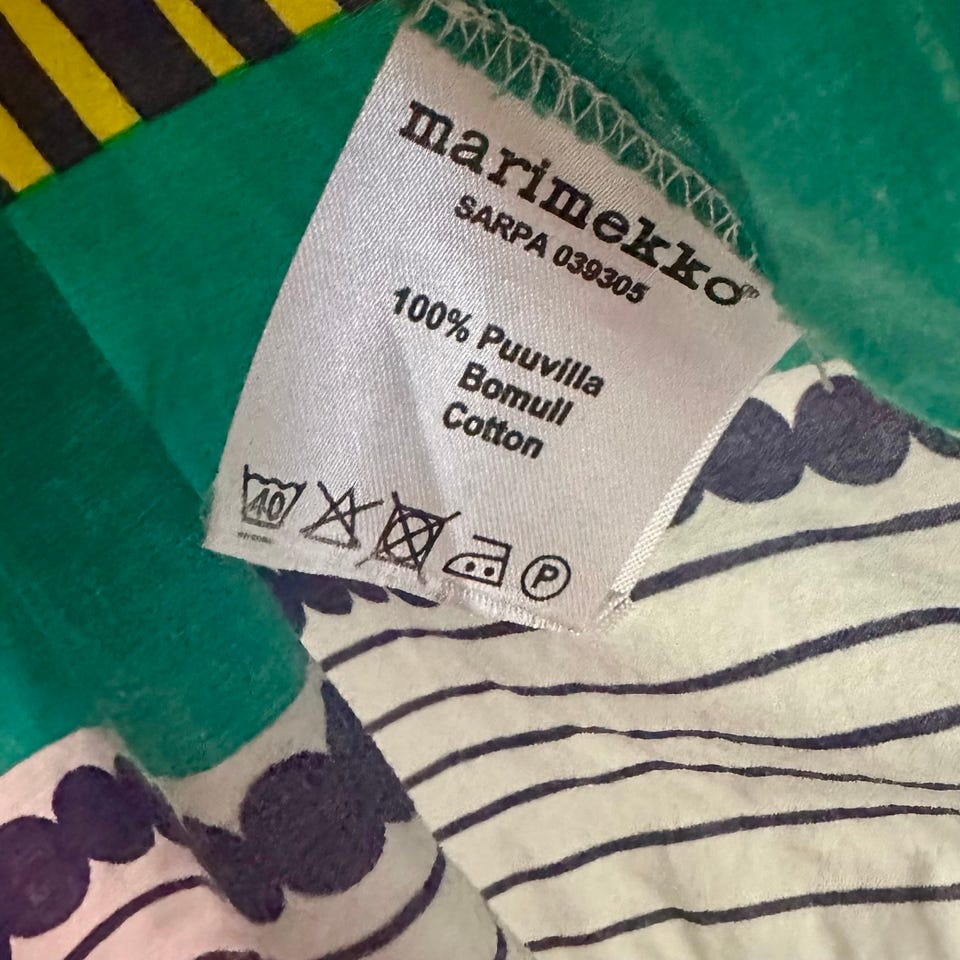 marimekko
SARPA 039305
100% Puuvilla
Bomull
Cotton
40
P